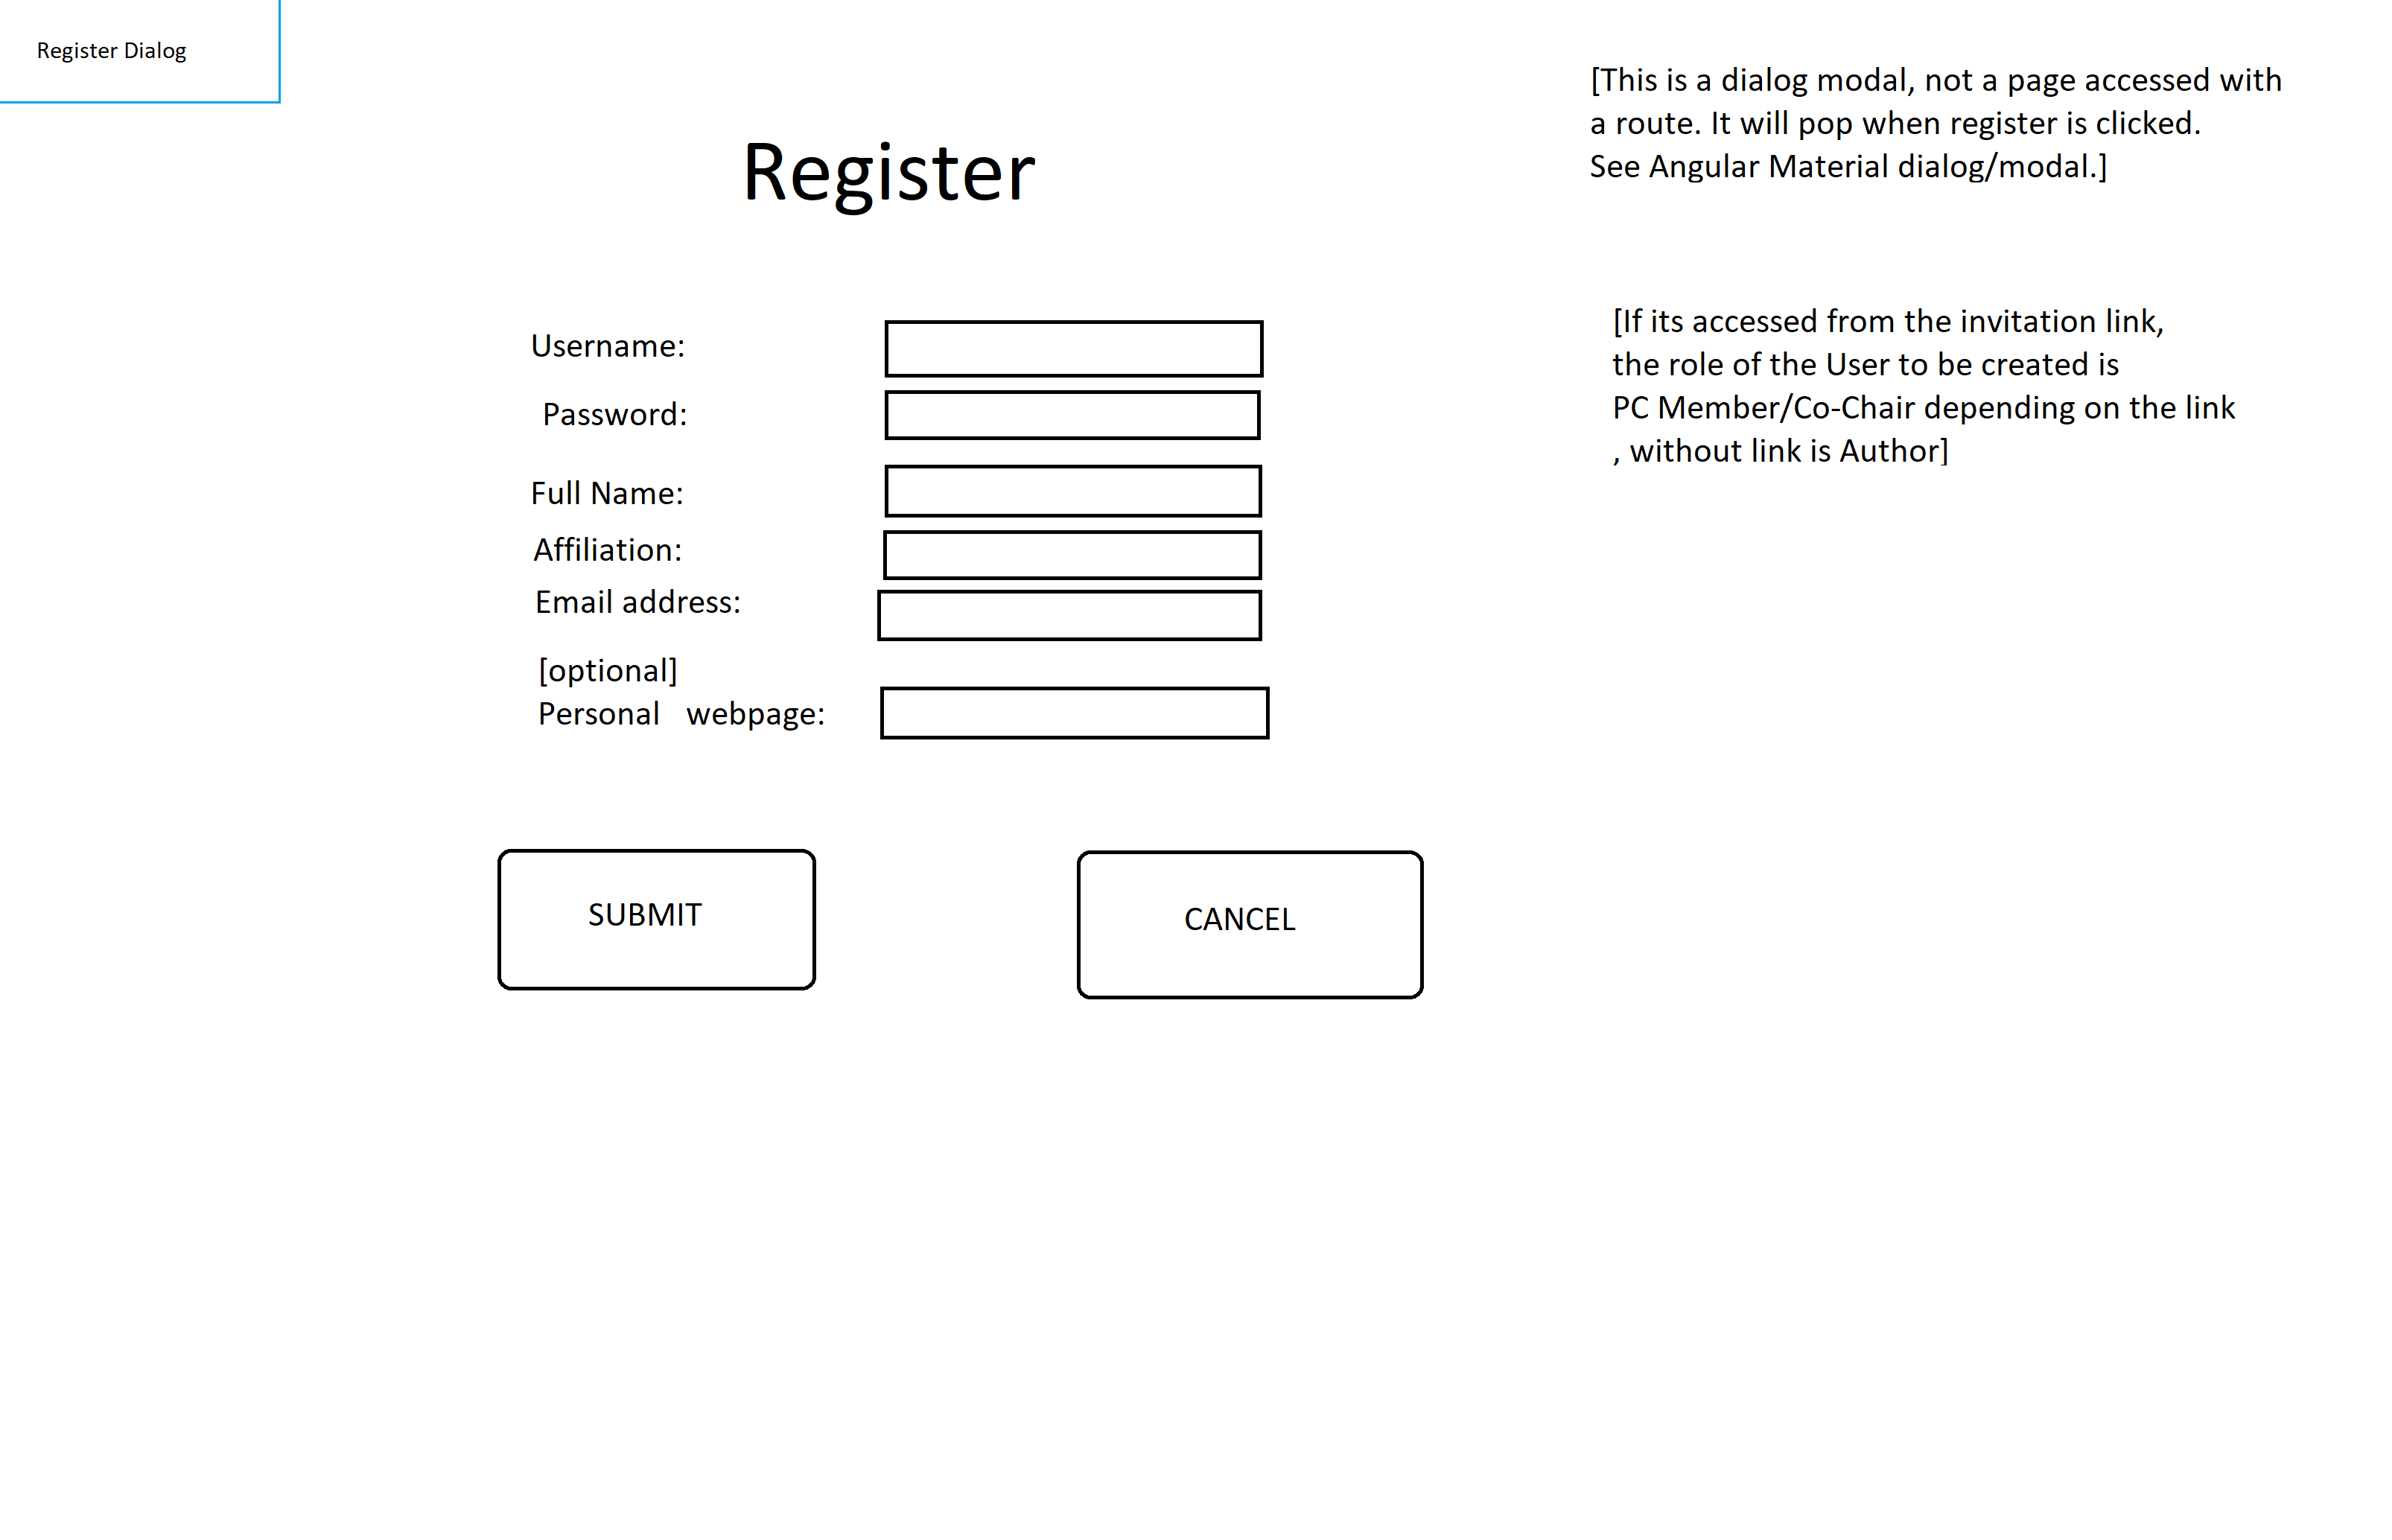 Register Dialog
[This is a dialog modal, not a page accessed with
a route. It will pop when register is clicked.
See Angular Material dialog/modal.]
Register
[If its accessed from the invitation link,
the role of the User to be created is
PC Member/Co-Chair depending on the link
, without link is Author]
Username:
Password:
Full Name:
Affiliation:
Email address:
[optional]
Personal webpage:
SUBMIT
CANCEL